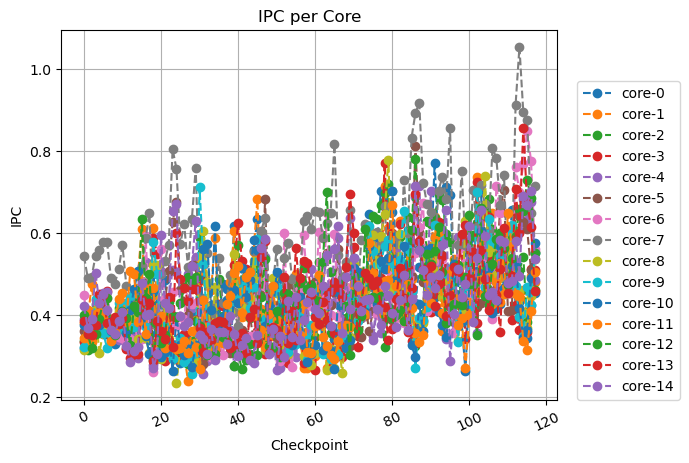 IPC per Core
IPC
1.0
0.8
0.6
0.4
0.2
0
20
40
60
80
100
120
Checkpoint
core-0
core-1
core-2
core-3
core-4
core-5
core-6
core-7
core-8
core-9
core-10
core-11
core-12
core-13
core-14